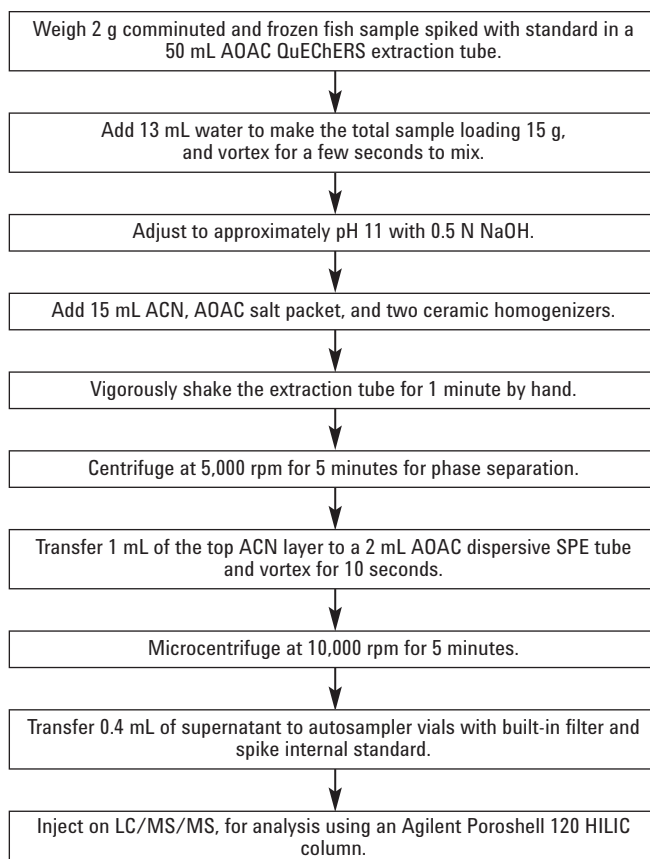 Weigh 2 g comminuted and frozen fish sample spiked with standard in a
50 mL AOAC QuEChERS extraction tube.
Add 13 mL water to make the total sample loading 15 g,
and vortex for a few seconds to mix.
Adjust to approximately pH 11 with 0.5 N NaOH.
Add 15 mL ACN, AOAC salt packet, and two ceramic homogenizers.
Vigorously shake the extraction tube for 1 minute by hand.
Centrifuge at 5,000 rpm for 5 minutes for phase separation.
Transfer 1 mL of the top ACN layer to a 2 mL AOAC dispersive SPE tube
and vortex for 10 seconds.
Microcentrifuge at 10,000 rpm for 5 minutes.
Transfer 0.4 mL of supernatant to autosampler vials with built-in filter and
spike internal standard.
Inject on LC/MS/MS, for analysis using an Agilent Poroshell 120 HILIC
column.